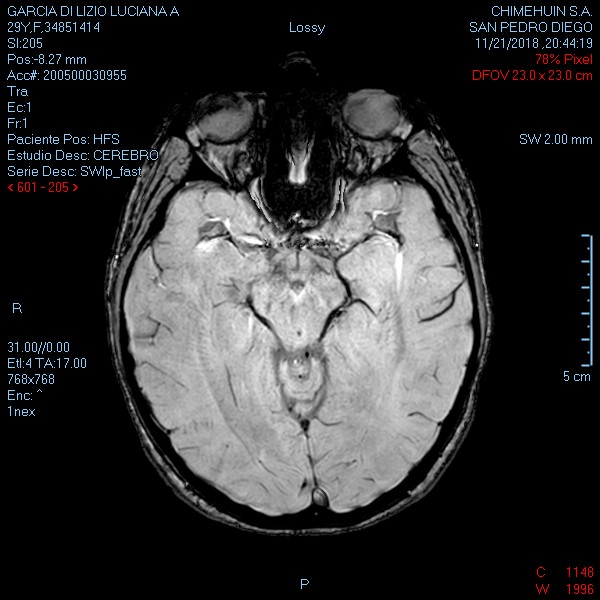 GARCIA DI LIZIO LUCIANA A
29Y,F,34851414
SI:205
Pos:-8.27 mm
Acc#: 200500030955
Tra
Ec:1
Fr:1
Paciente Pos: HFS
Estudio Desc: CEREBRO
Serie Desc: SWIp_fast
< 601 - 205 >
Lossy
CHIMEHUIN S.A.
SAN PEDRO DIEGO
11/21/2018 ,20:44:19
78% Pixel
DFOV 23.0 x 23.0 cm
SW 2.00 mm
R
31.00//0.00
Etl:4 TA:17.00
768x768
Enc: ^
1nex
5 cm
P
C 1148
W 1996